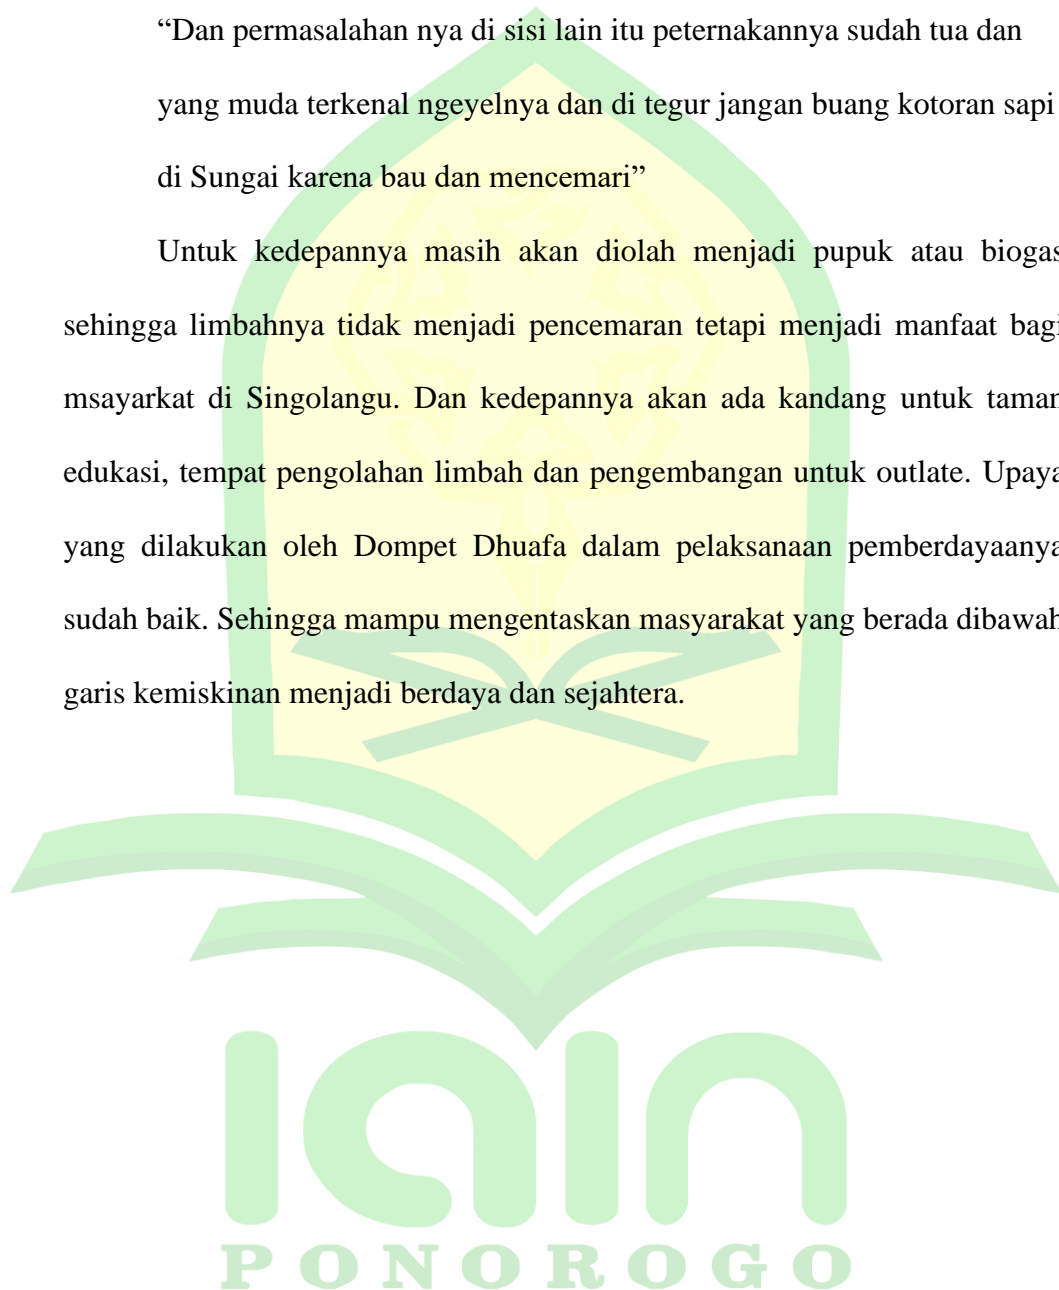 “Dan permasalahan nya di sisi lain itu peternakannya sudah tua dan
yang muda terkenal ngeyelnya dan di tegur jangan buang kotoran sapi
di Sungai karena bau dan mencemari”
Untuk kedepannya masih akan diolah menjadi pupuk atau biogas
sehingga limbahnya tidak menjadi pencemaran tetapi menjadi manfaat bagi
msayarkat di Singolangu. Dan kedepannya akan ada kandang untuk taman
edukasi, tempat pengolahan limbah dan pengembangan untuk outlate. Upaya
yang dilakukan oleh Dompet Dhuafa dalam pelaksanaan pemberdayaanya
sudah baik. Sehingga mampu mengentaskan masyarakat yang berada dibawah
garis kemiskinan menjadi berdaya dan sejahtera.
IAIN
PONOROGO